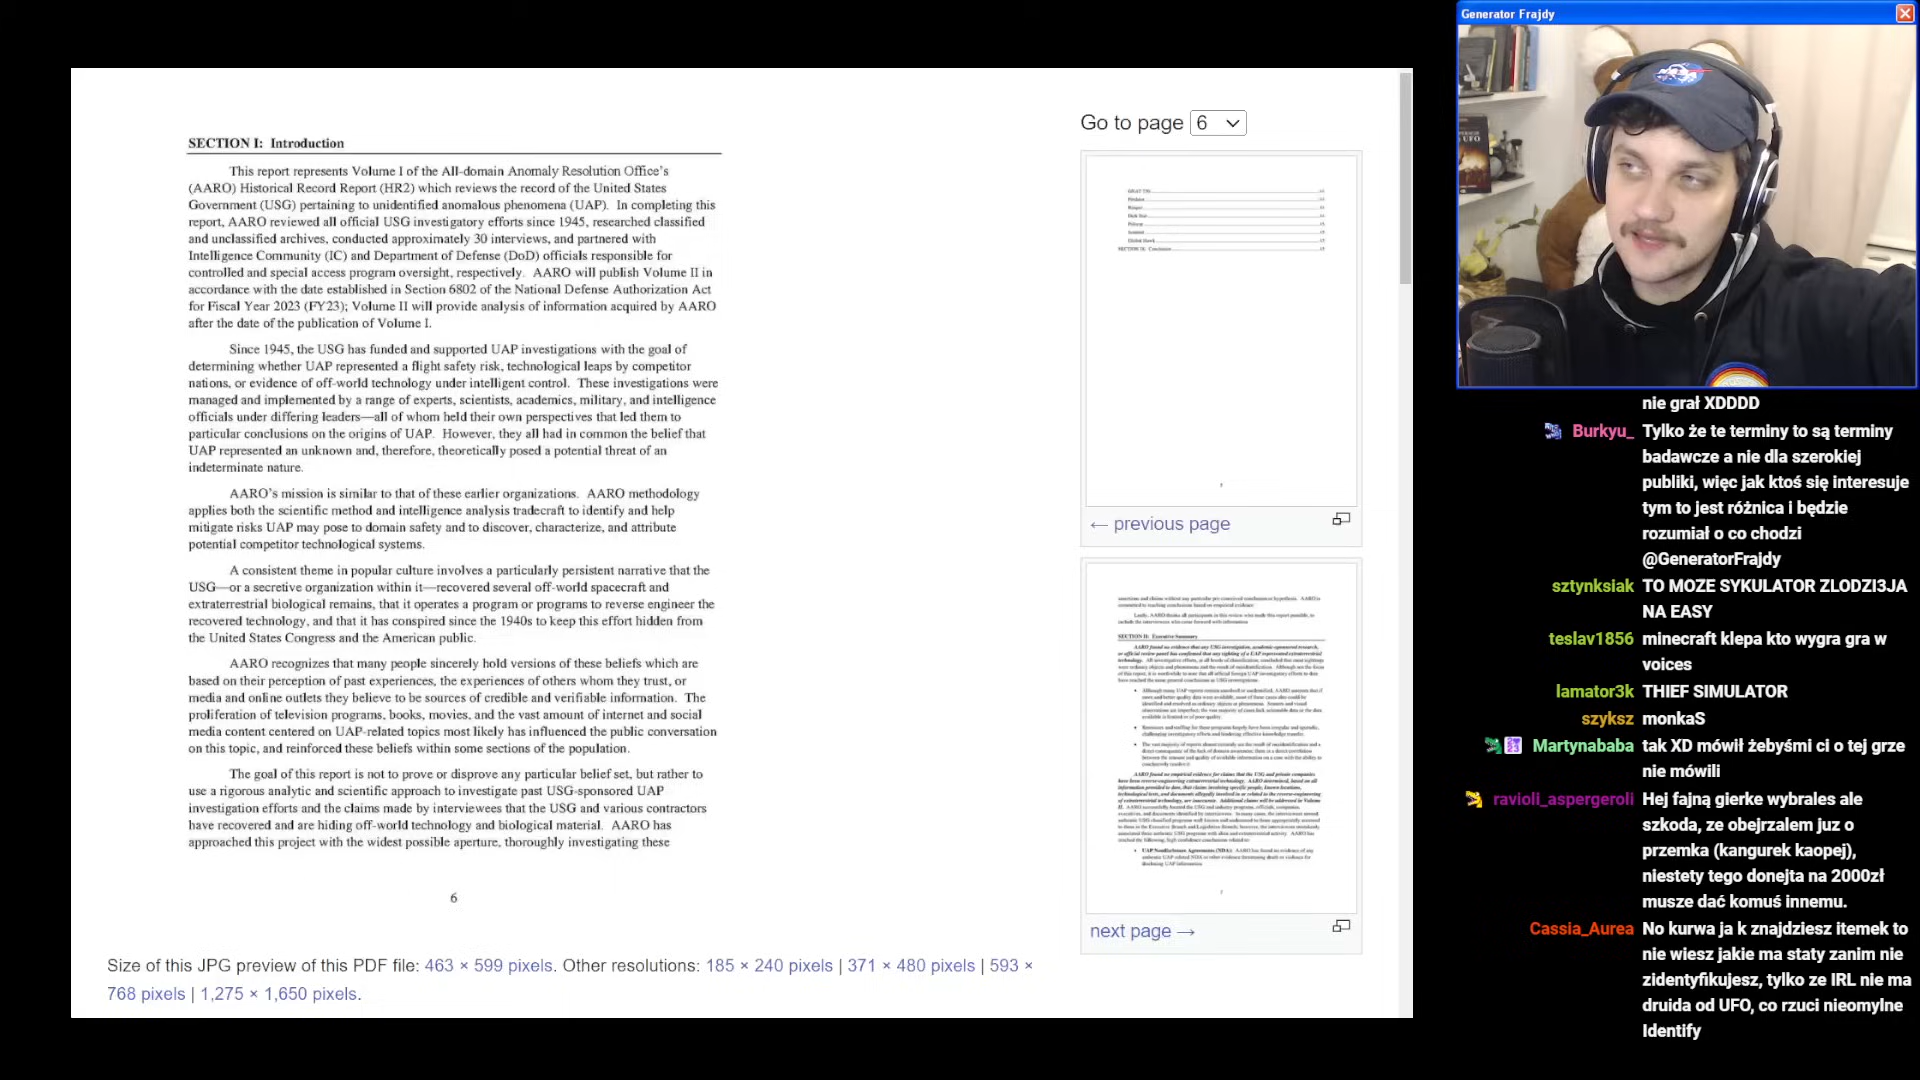 SECTION I: Introduction
This report represents Volume I of the All-domain Anomaly Resolution Office's
(AARO) Historical Record Report (HR2) which reviews the record of the United States
Government (USG) pertaining to unidentified anomalous phenomena (UAP). In completing this
report, AARO reviewed all official USG investigatory efforts since 1945, researched classified
and unclassified archives, conducted approximately 30 interviews, and partnered with
Intelligence Community (IC) and Department of Defense (DoD) officials responsible for
controlled and special access program oversight, respectively. AARO will publish Volume II in
accordance with the date established in Section 6802 of the National Defense Authorization Act
for Fiscal Year 2023 (FY23); Volume II will provide analysis of information acquired by AARO
after the date of the publication of Volume I.
Since 1945, the USG has funded and supported UAP investigations with the goal of
determining whether UAP represented a flight safety risk, technological leaps by competitor
nations, or evidence of off-world technology under intelligent control. These investigations were
managed and implemented by a range of experts, scientists, academics, military, and intelligence
officials under differing leaders—all of whom held their own perspectives that led them to
particular conclusions on the origins of UAP. However, they all had in common the belief that
UAP represented an unknown and, therefore, theoretically posed a potential threat of an
indeterminate nature.
AARO's mission is similar to that of these earlier organizations. AARO methodology
applies both the scientific method and intelligence analysis tradecraft to identify and help
mitigate risks UAP may pose to domain safety and to discover, characterize, and attribute
potential competitor technological systems.
A consistent theme in popular culture involves a particularly persistent narrative that the
USG—or a secretive organization within it—recovered several off-world spacecraft and
extraterrestrial biological remains, that it operates a program or programs to reverse engineer the
recovered technology, and that it has conspired since the 1940s to keep this effort hidden from
the United States Congress and the American public.
AARO recognizes that many people sincerely hold versions of these beliefs which are
based on their perception of past experiences, the experiences of others whom they trust, or
media and online outlets they believe to be sources of credible and verifiable information. The
proliferation of television programs, books, movies, and the vast amount of internet and social
media content centered on UAP-related topics most likely has influenced the public conversation
on this topic, and reinforced these beliefs within some sections of the population.
The goal of this report is not to prove or disprove any particular belief set, but rather to
use a rigorous analytic and scientific approach to investigate past USG-sponsored UAP
investigation efforts and the claims made by interviewees that the USG and various contractors
have recovered and are hiding off-world technology and biological material. AARO has
approached this project with the widest possible aperture, thoroughly investigating these
6
Size of this JPG preview of this PDF file: 463 × 599 pixels. Other resolutions: 185 × 240 pixels | 371 × 480 pixels | 593 ×
768 pixels | 1,275 × 1,650 pixels.
Go to page 6
← previous page
SECTION II: Executive Summary
next page →
Generator Frajdy
NASA
UFO
nie grał XDDDD
Burkyu_ Tylko że te terminy to są terminy
badawcze a nie dla szerokiej
publiki, więc jak ktoś się interesuje
tym to jest różnica i będzie
rozumiał o co chodzi
@GeneratorFrajdy
sztynksiak TO MOZE SYKULATOR ZLODZI3JA
NA EASY
teslav1856 minecraft klepa kto wygra gra w
voices
lamator3k THIEF SIMULATOR
szyksz monkaS
Martynababa tak XD mówił żebyśmi ci o tej grze
nie mówili
ravioli_aspergeroli Hej fajną gierke wybrales ale
szkoda, ze obejrzalem juz o
przemka (kangurek kaopej),
niestety tego donejta na 2000zł
musze dać komuś innemu.
Cassia_Aurea No kurwa ja k znajdziesz itemek to
nie wiesz jakie ma staty zanim nie
zidentyfikujesz, tylko ze IRL nie ma
druida od UFO, co rzuci nieomylne
Identify